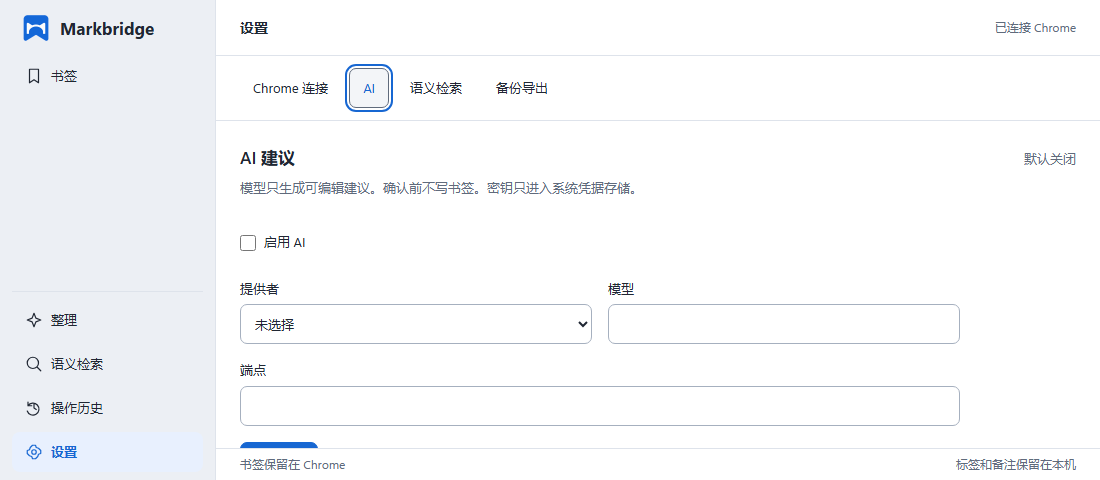 Markbridge
书签
整理
语义检索
操作历史
设置
设置
已连接 Chrome
Chrome 连接
AI
语义检索
备份导出
AI 建议
默认关闭
模型只生成可编辑建议。确认前不写书签。密钥只进入系统凭据存储。
启用 AI
提供者
模型
未选择
端点
书签保留在 Chrome
标签和备注保留在本机